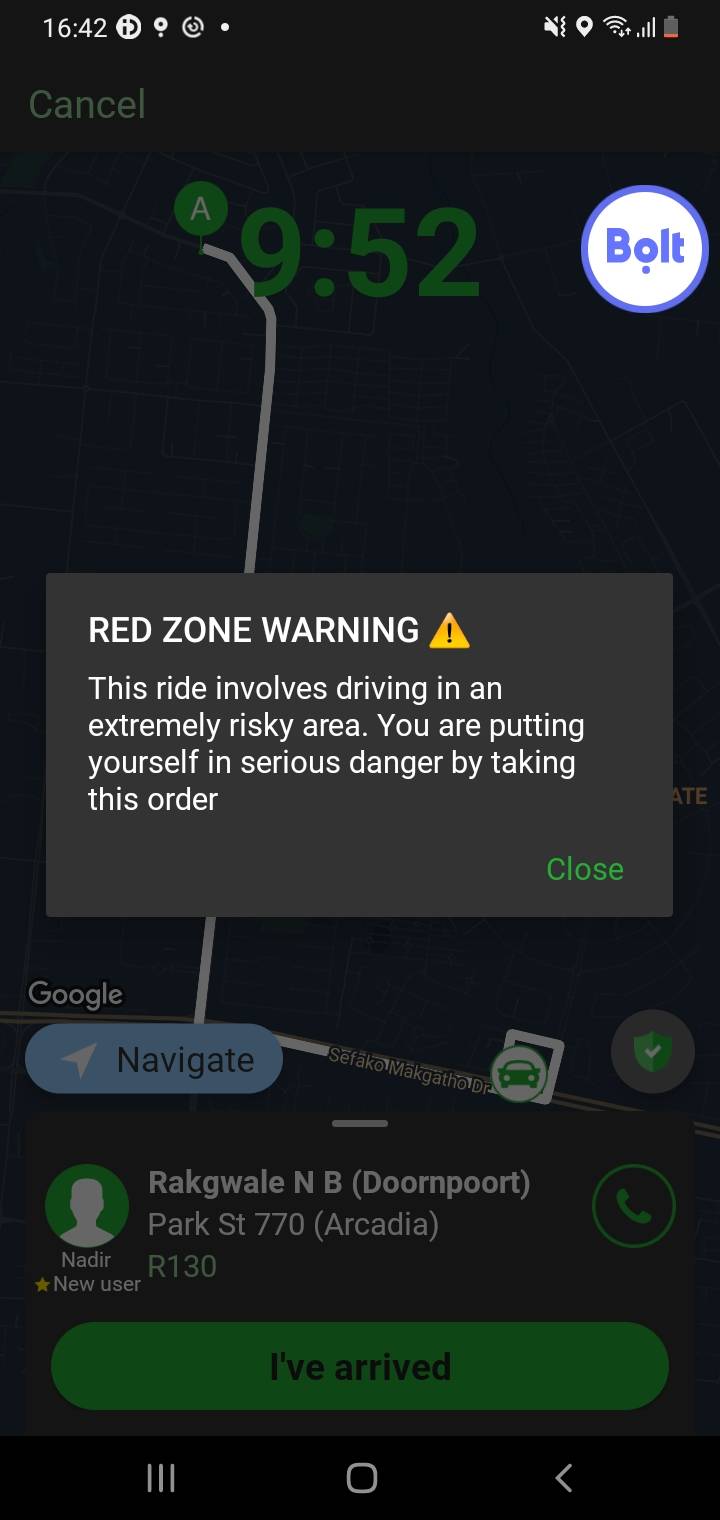 16:42
Cancel
A
9:52
Bolt
RED ZONE WARNING ⚠️
This ride involves driving in an
extremely risky area. You are putting
yourself in serious danger by taking
this order
ATE
Close
Google
Navigate
Sefako Makgatho Dr
Rakgwale N B (Doornpoort)
Park St 770 (Arcadia)
Nadir
R130
New user
I've arrived